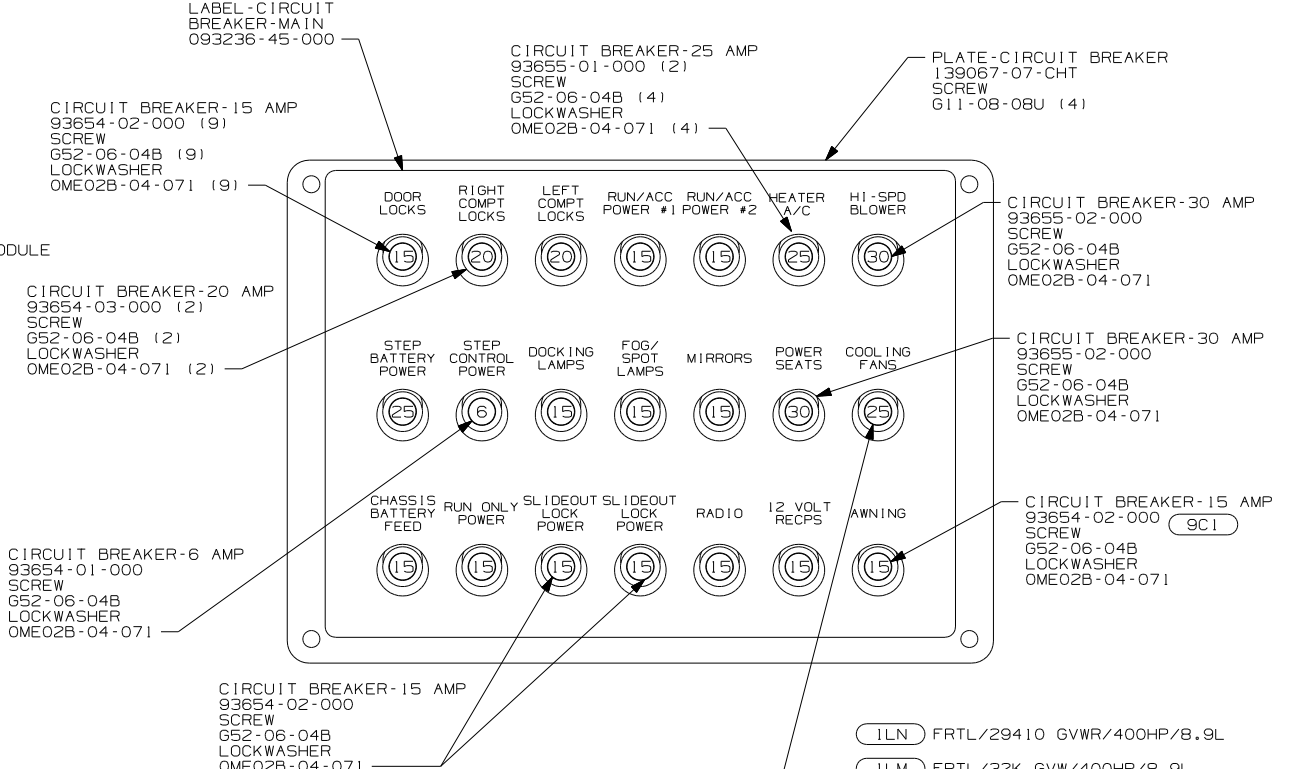 LABEL-CIRCUIT
BREAKER-MAIN
093236-45-000
CIRCUIT BREAKER-25 AMP
93655-01-000 (2)
SCREW
G52-06-04B (4)
LOCKWASHER
OME02B-04-071 (4)
PLATE-CIRCUIT BREAKER
139067-07-CHT
SCREW
G11-08-08U (4)
CIRCUIT BREAKER-15 AMP
93654-02-000 (9)
SCREW
G52-06-04B (9)
LOCKWASHER
OME02B-04-071 (9)
DOOR
LOCKS
RIGHT
COMPT
LOCKS
LEFT
COMPT
LOCKS
RUN/ACC
POWER #1
RUN/ACC
POWER #2
HEATER
A/C
HI-SPD
BLOWER
15
20
20
15
15
25
30
CIRCUIT BREAKER-30 AMP
93655-02-000
SCREW
G52-06-04B
LOCKWASHER
OME02B-04-071
ODULE
CIRCUIT BREAKER-20 AMP
93654-03-000 (2)
SCREW
G52-06-04B (2)
LOCKWASHER
OME02B-04-071 (2)
STEP
BATTERY
POWER
STEP
CONTROL
POWER
DOCKING
LAMPS
FOG/
SPOT
LAMPS
MIRRORS
POWER
SEATS
COOLING
FANS
25
6
15
15
15
30
25
CIRCUIT BREAKER-30 AMP
93655-02-000
SCREW
G52-06-04B
LOCKWASHER
OME02B-04-071
CHASSIS
BATTERY
FEED
RUN ONLY
POWER
SLIDEOUT
LOCK
POWER
SLIDEOUT
LOCK
POWER
RADIO
12 VOLT
RECPS
AWNING
15
15
15
15
15
15
15
CIRCUIT BREAKER-15 AMP
93654-02-000
9C1
SCREW
G52-06-04B
LOCKWASHER
OME02B-04-071
CIRCUIT BREAKER-6 AMP
93654-01-000
SCREW
G52-06-04B
LOCKWASHER
OME02B-04-071
CIRCUIT BREAKER-15 AMP
93654-02-000
SCREW
G52-06-04B
LOCKWASHER
OME02B-04-071
1LN FRTL/29410 GVWR/400HP/8.9L
1LM FRTL/32K GVW/400HP/8.9L